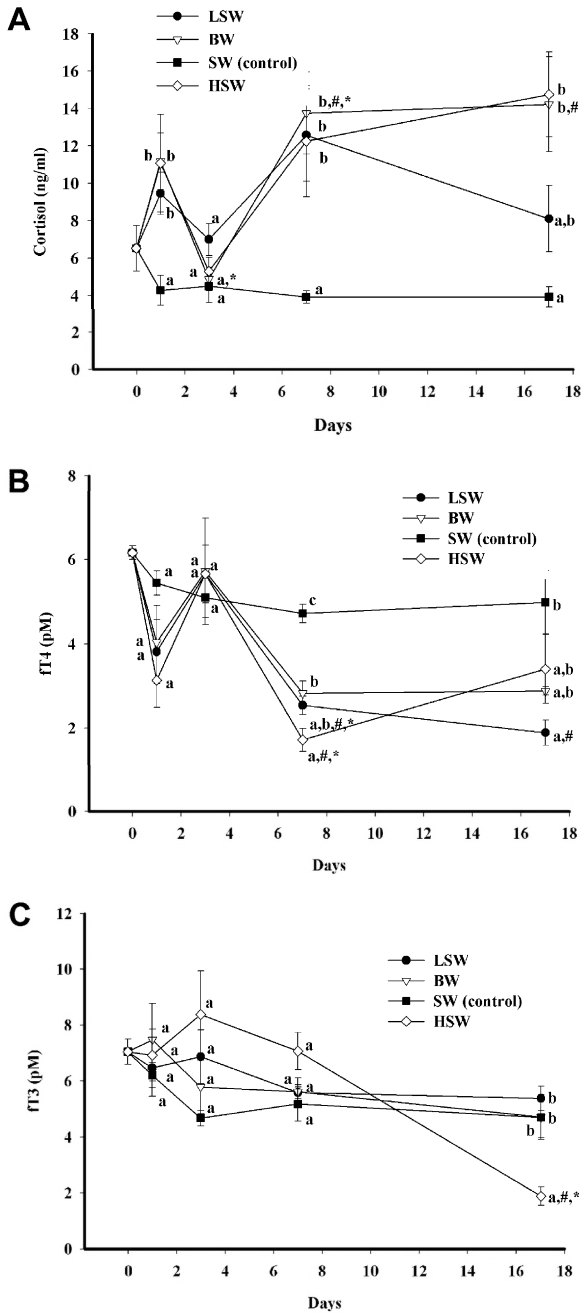 A
LSW
BW
SW (control)
HSW
18
16
14
12
10
8
6
4
2
0
Cortisol (ng/ml)
b b
b
a
a
a
a,*
a
b,#,*
b
b
a
b
b,#
a,b
a
0 2 4 6 8 10 12 14 16 18
Days
B
LSW
BW
SW (control)
HSW
8
6
4
2
0
fT4 (pM)
a
a
a
a
a
a
a
c
b
a,b,#,*
a,#,*
b
a,b
a,b
a,#
0 2 4 6 8 10 12 14 16 18
Days
C
LSW
BW
SW (control)
HSW
12
10
8
6
4
2
0
fT3 (pM)
a
a
a
a
a
a
a
a
a
a
a
a
b
b
b
a,#,*
0 2 4 6 8 10 12 14 16 18
Days